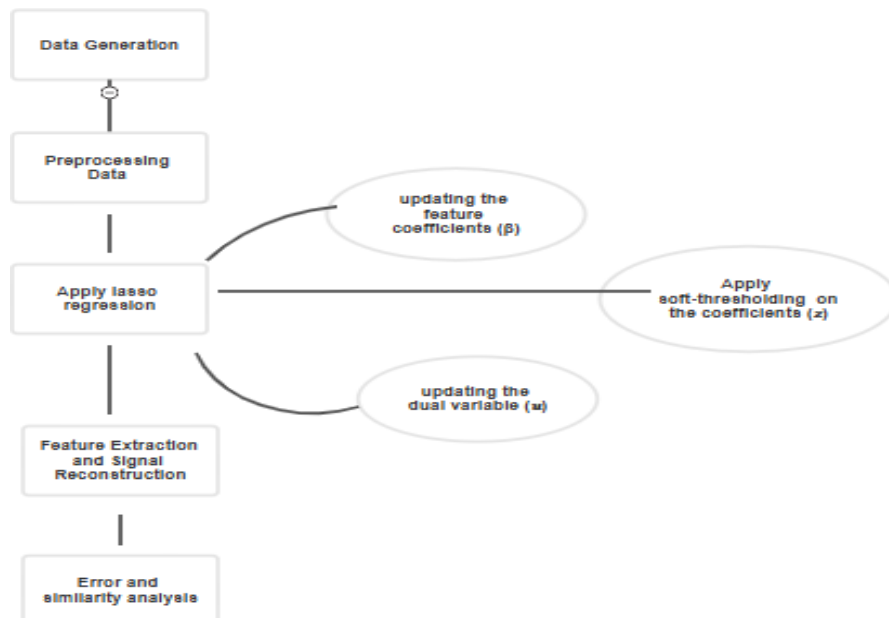 Data Generation
Preprocessing
Data
updating the
feature
coefficients (β)
Apply lasso
regression
Apply
soft-thresholding on
the coefficients (z)
updating the
dual variable (u)
Feature Extraction
and Signal
Reconstruction
Error and
similarity analysis